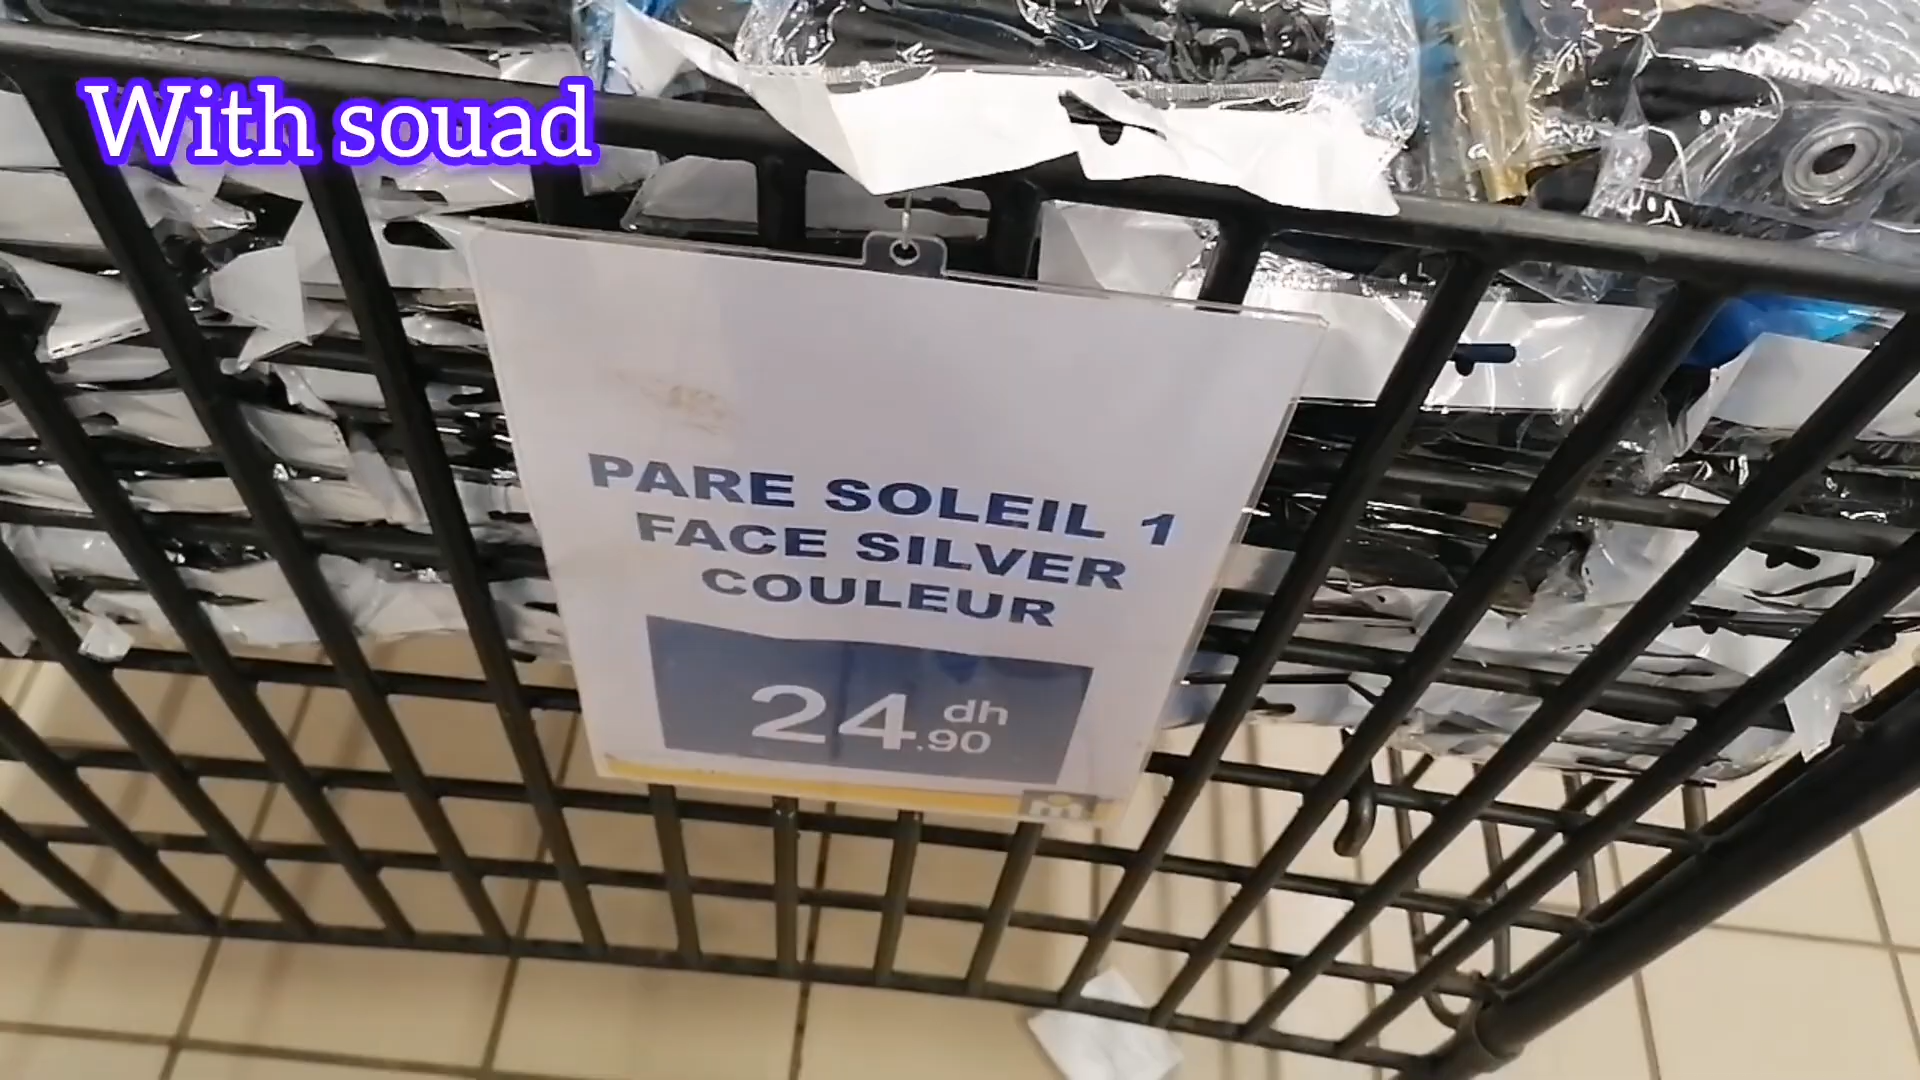 With souad
PARE SOLEIL 1
FACE SILVER
COULEUR
24.90 dh
m